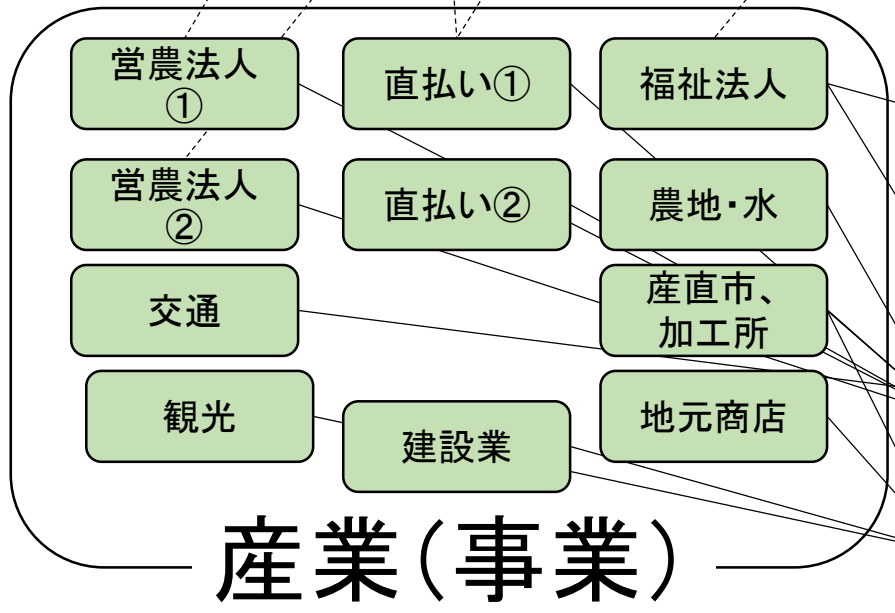 営農法人
①
直払い①
福祉法人
営農法人
②
直払い②
農地・水
交通
産直市、
加工所
観光
建設業
地元商店
産業(事業)